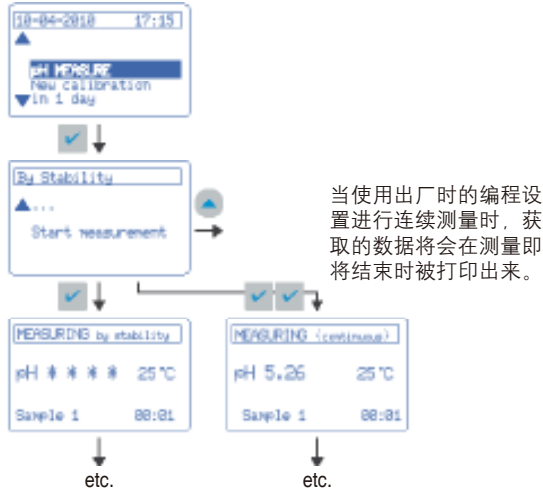 10-04-2010 17:15
pH MEASURE
New calibration
in 1 day
By Stability
...
Start measurement
当使用出厂时的编程设
置进行连续测量时，获
取的数据将会在测量即
将结束时被打印出来。
MEASURING by stability
pH * * * * 25 °C
Sample 1 00:01
MEASURING (continuous)
pH 5.26 25 °C
Sample 1 00:01
etc.
etc.